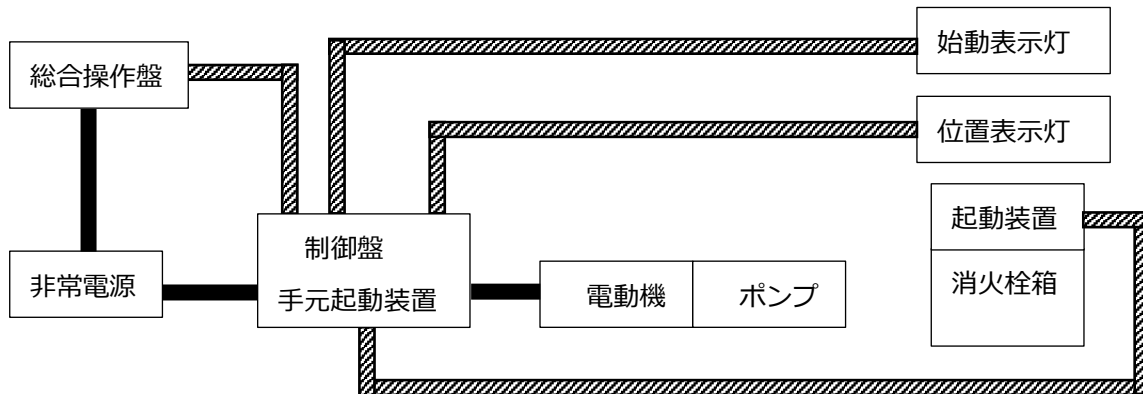 総合操作盤
始動表示灯
位置表示灯
起動装置
消火栓箱
非常電源
制御盤
手元起動装置
電動機
ポンプ